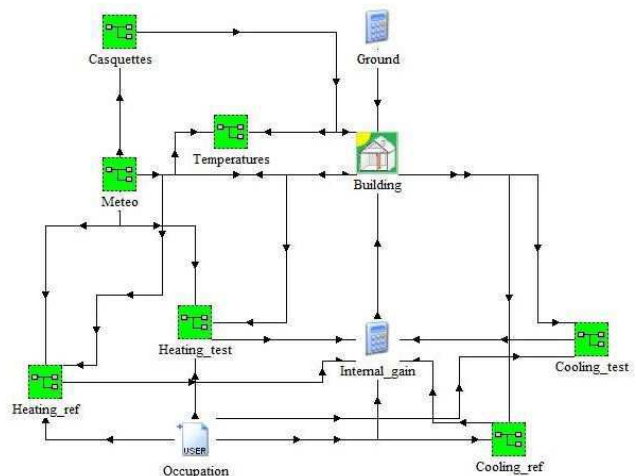 Casquettes
Ground
Temperatures
Meteo
Building
Heating_test
Internal_gain
Cooling_test
Heating_ref
USER
Occupation
Cooling_ref